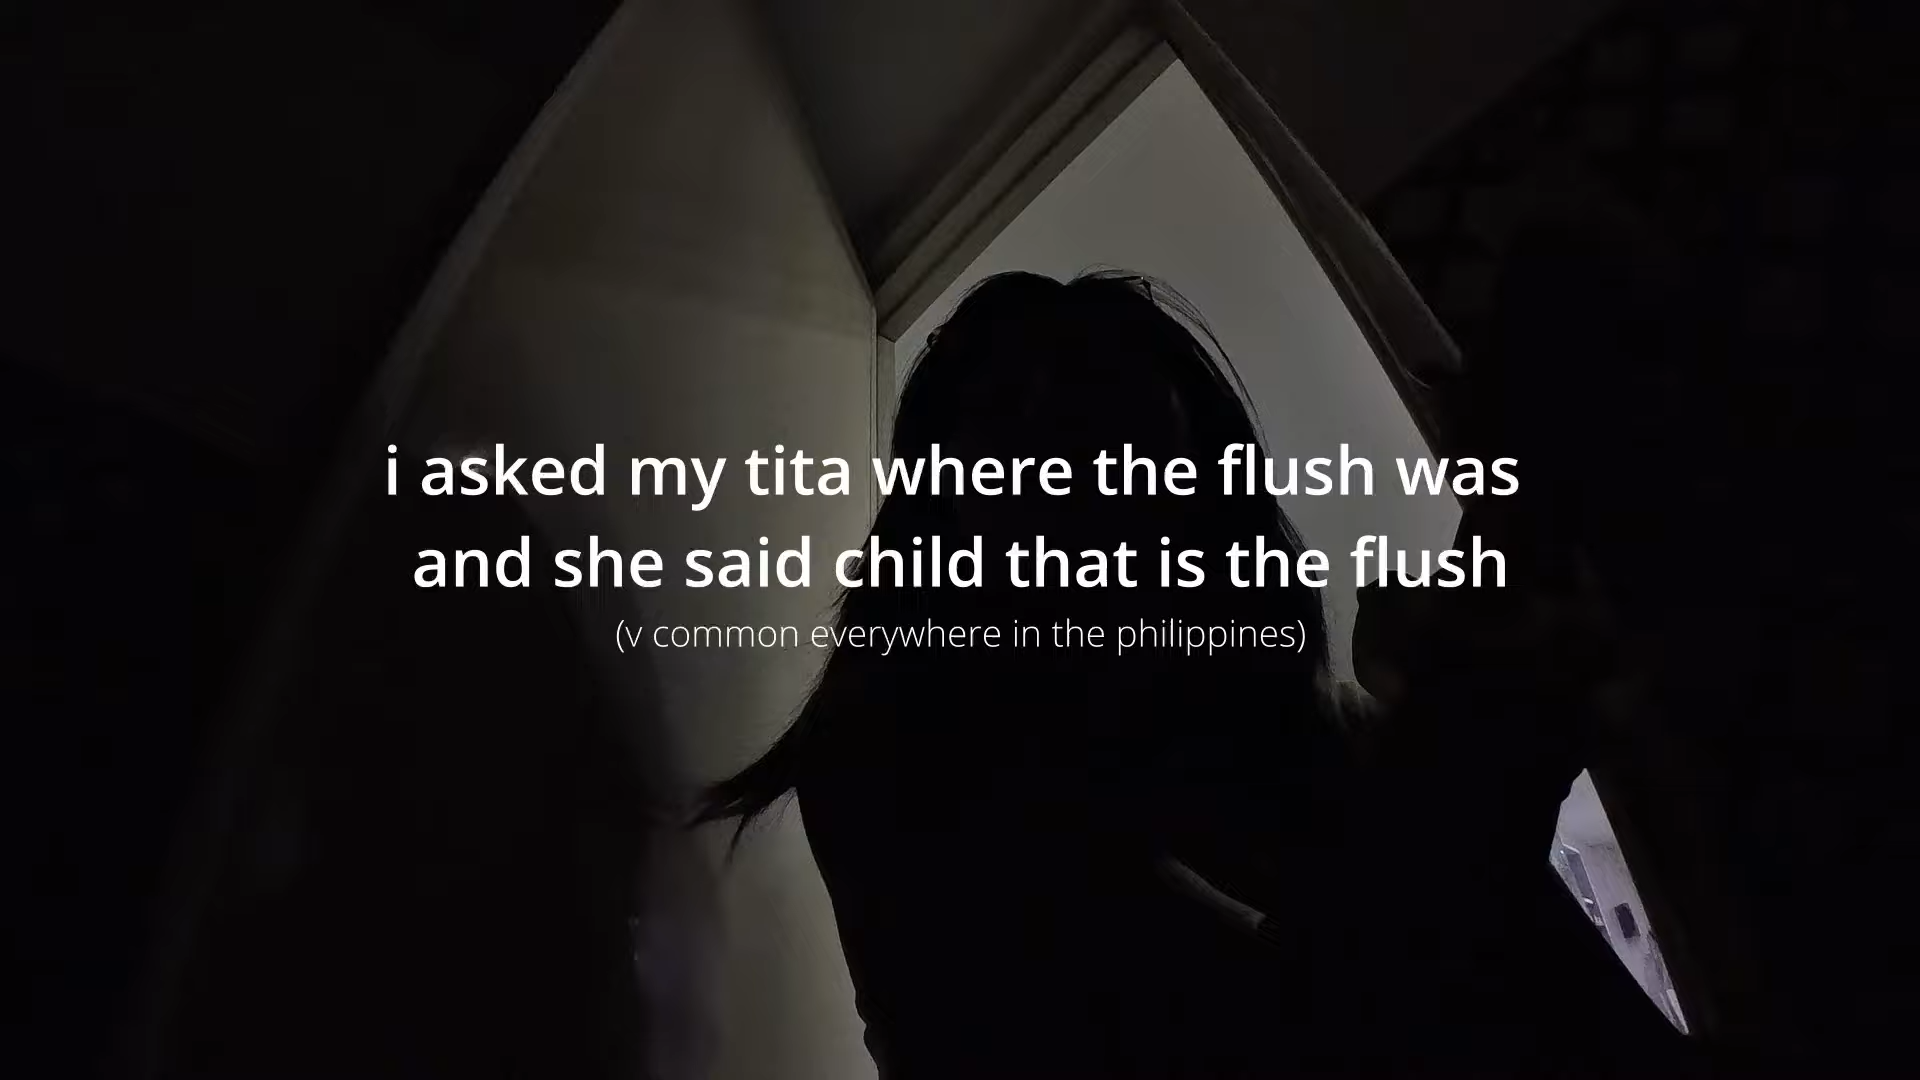 i asked my tita where the flush was
and she said child that is the flush
(v common everywhere in the philippines)